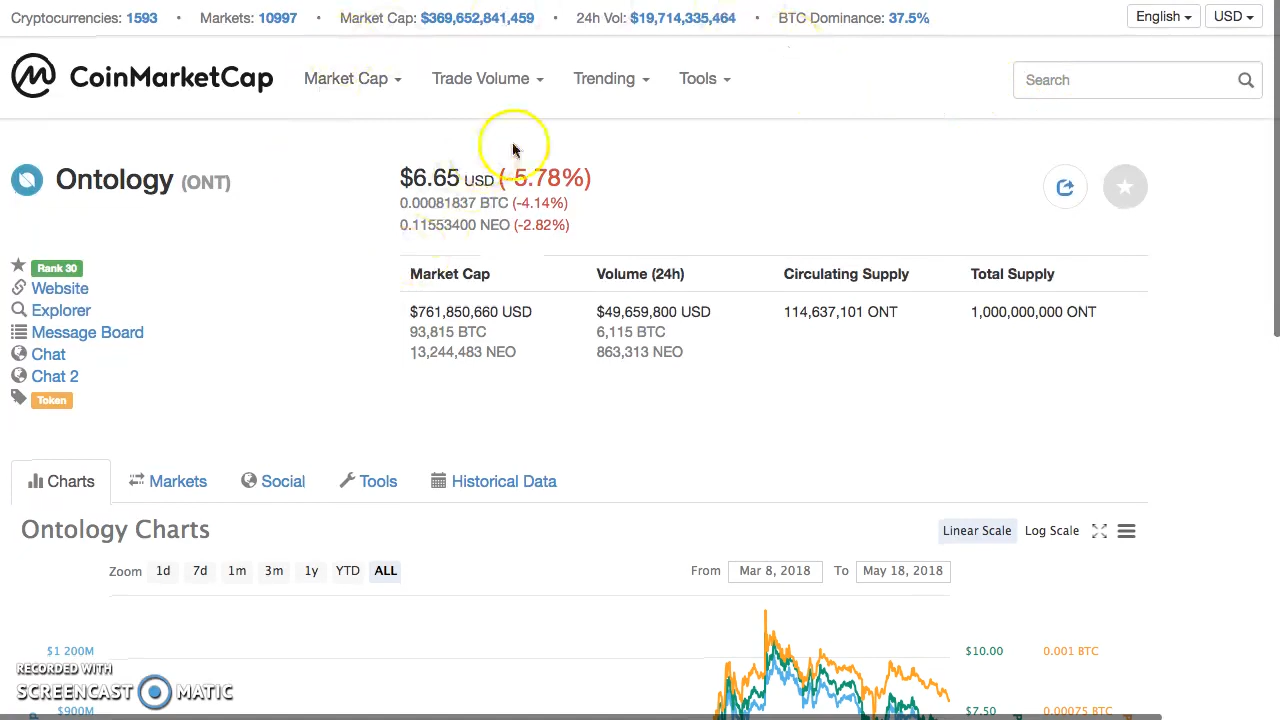 Cryptocurrencies: 1593 • Markets: 10997 • Market Cap: $369,652,841,459 • 24h Vol: $19,714,335,464 • BTC Dominance: 37.5% English USD
CoinMarketCap Market Cap Trade Volume Trending Tools Search
Ontology (ONT) $6.65 USD (-5.78%)
0.00081837 BTC (-4.14%)
0.11553400 NEO (-2.82%)
Rank 30
Website
Explorer
Message Board
Chat
Chat 2
Token
Market Cap Volume (24h) Circulating Supply Total Supply
$761,850,660 USD $49,659,800 USD 114,637,101 ONT 1,000,000,000 ONT
93,815 BTC 6,115 BTC
13,244,483 NEO 863,313 NEO
Charts Markets Social Tools Historical Data
Ontology Charts Linear Scale Log Scale
Zoom 1d 7d 1m 3m 1y YTD ALL From Mar 8, 2018 To May 18, 2018
$1 200M $10.00 0.001 BTC
$900M $7.50 0.00075 BTC
RECORDED WITH
SCREENCAST MATIC